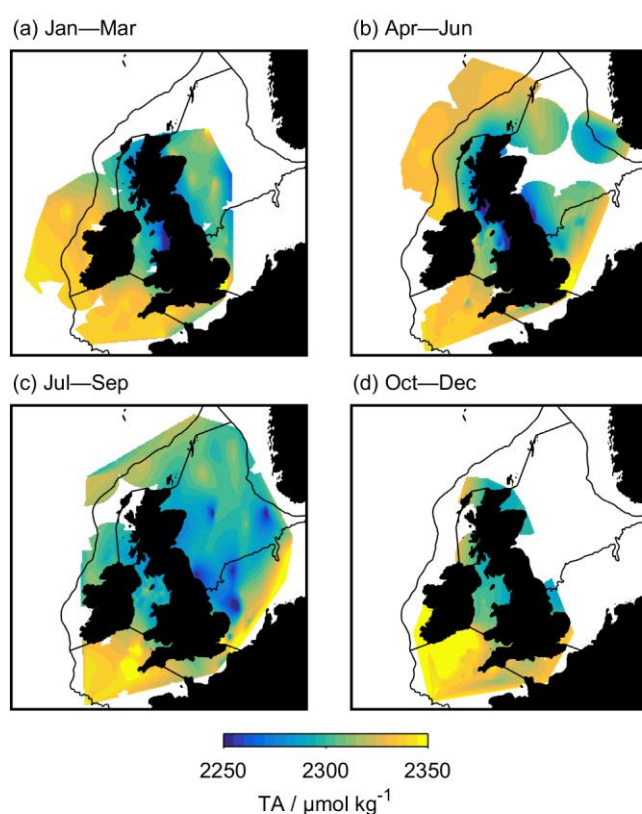 (a) Jan—Mar
(b) Apr—Jun
(c) Jul—Sep
(d) Oct—Dec
2250 2300 2350
TA / μmol kg⁻¹